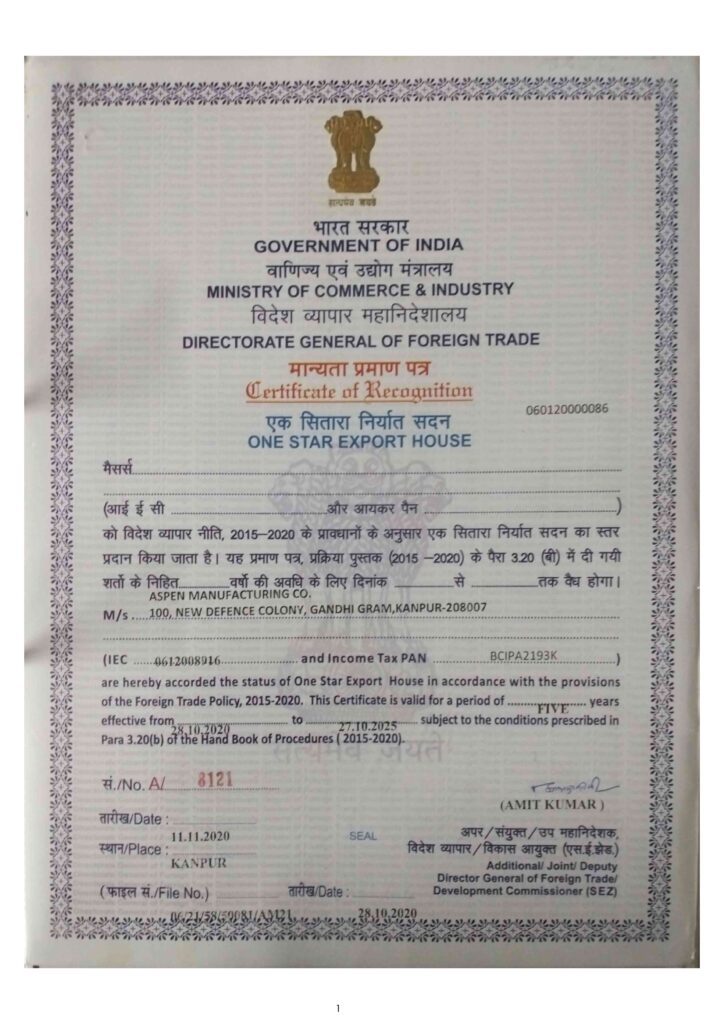 सत्यमेव जयते
भारत सरकार
GOVERNMENT OF INDIA
वाणिज्य एवं उद्योग मंत्रालय
MINISTRY OF COMMERCE & INDUSTRY
विदेश व्यापार महानिदेशालय
DIRECTORATE GENERAL OF FOREIGN TRADE
मान्यता प्रमाण पत्र
Certificate of Recognition
060120000086
एक सितारा निर्यात सदन
ONE STAR EXPORT HOUSE
मैसर्स
(आई ई सी ........ और आयकर पैन ........)
को विदेश व्यापार नीति, 2015–2020 के प्रावधानों के अनुसार एक सितारा निर्यात सदन का स्तर
प्रदान किया जाता है। यह प्रमाण पत्र, प्रक्रिया पुस्तक (2015 –2020) के पैरा 3.20 (बी) में दी गयी
शर्तो के निहित........वर्षो की अवधि के लिए दिनांक ........से ........तक वैध होगा।
ASPEN MANUFACTURING CO.
M/s ....100, NEW DEFENCE COLONY, GANDHI GRAM,KANPUR-208007
(IEC ....0612008916........ and Income Tax PAN ........BCIPA2193K........)
are hereby accorded the status of One Star Export House in accordance with the provisions
of the Foreign Trade Policy, 2015-2020. This Certificate is valid for a period of ....FIVE.... years
effective from ....28.10.2020.... to ....27.10.2025.... subject to the conditions prescribed in
Para 3.20(b) of the Hand Book of Procedures ( 2015-2020).
सत्यमेव जयते
सं./No. A/ 8121
(AMIT KUMAR )
तारीख/Date :
11.11.2020
SEAL
अपर/संयुक्त/उप महानिदेशक,
स्थान/Place :
KANPUR
विदेश व्यापार/विकास आयुक्त (एस.ई.झेड.)
Additional/ Joint/ Deputy
Director General of Foreign Trade/
Development Commissioner (SEZ)
(फाइल सं./File No.) तारीख/Date :
06/21/58/59081/AM21 28.10.2020
1